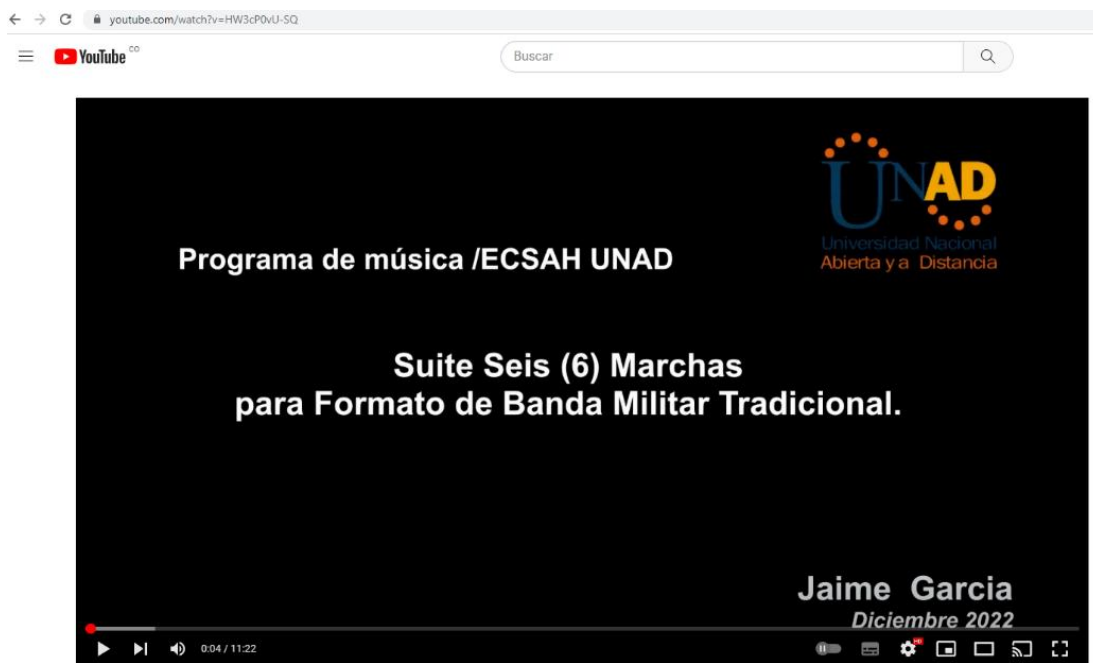 youtube.com/watch?v=HW3cP0vU-SQ
YouTube CO
Buscar
UNAD
Universidad Nacional
Abierta y a Distancia
Programa de música /ECSAH UNAD
Suite Seis (6) Marchas
para Formato de Banda Militar Tradicional.
Jaime Garcia
Diciembre 2022
0:04 / 11:22
HD